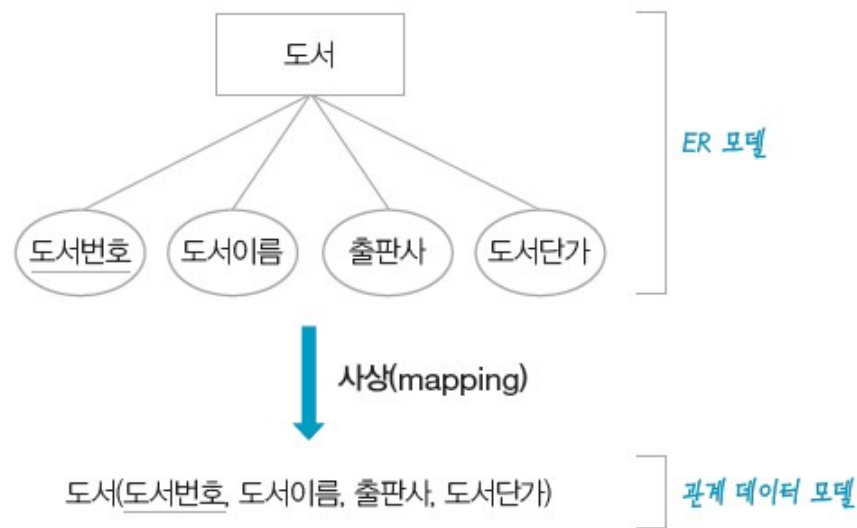 도서
ER 모델
도서번호 도서이름 출판사 도서단가
사상(mapping)
도서(도서번호, 도서이름, 출판사, 도서단가)
관계 데이터 모델